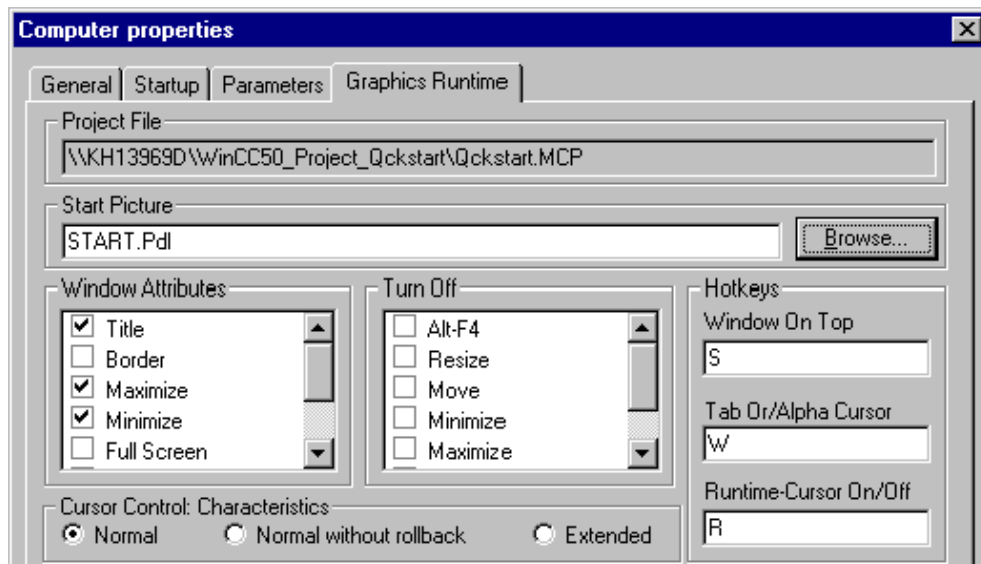 Computer properties
General Startup Parameters Graphics Runtime
Project File
\\KH13969D\WinCC50_Project_Qckstart\Qckstart.MCP
Start Picture
START.Pdl
Browse...
Window Attributes
Title
Border
Maximize
Minimize
Full Screen
Turn Off
Alt-F4
Resize
Move
Minimize
Maximize
Hotkeys
Window On Top
S
Tab Or/Alpha Cursor
W
Runtime-Cursor On/Off
R
Cursor Control: Characteristics
Normal Normal without rollback Extended